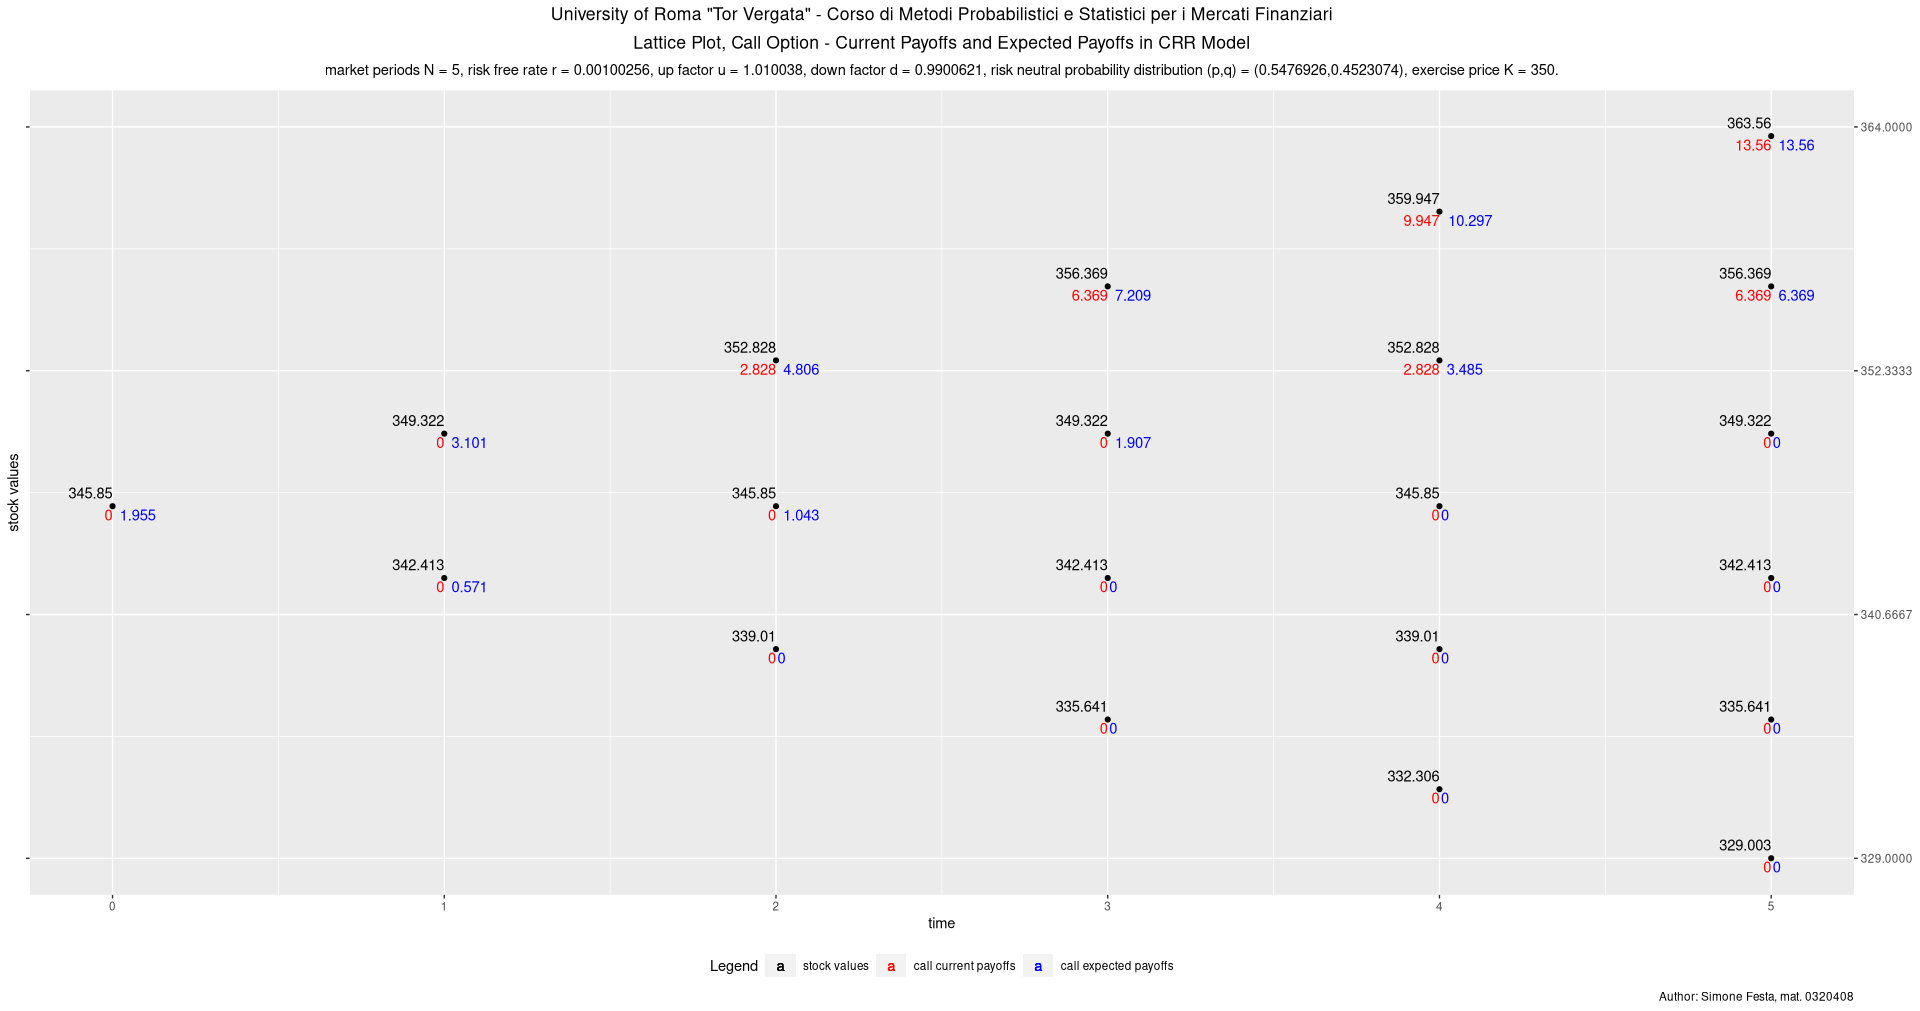 University of Roma "Tor Vergata" - Corso di Metodi Probabilistici e Statistici per i Mercati Finanziari
Lattice Plot, Call Option - Current Payoffs and Expected Payoffs in CRR Model
market periods N = 5, risk free rate r = 0.00100256, up factor u = 1.010038, down factor d = 0.9900621, risk neutral probability distribution (p,q) = (0.5476926,0.4523074), exercise price K = 350.
363.56
364.0000
13.56 13.56
359.947
9.947 10.297
356.369 356.369
6.369 7.209 6.369 6.369
352.828 352.828
2.828 4.806 2.828 3.485 352.3333
349.322 349.322 349.322
0 3.101 0 1.907 0 0
stock values
345.85 345.85 345.85
0 1.955 0 1.043 0 0
342.413 342.413 342.413
0 0.571 0 0 0 0
340.6667
339.01 339.01
0 0 0 0
335.641 335.641
0 0 0 0
332.306
0 0
329.003
329.0000
0 0
0 1 2 3 4 5
time
Legend a stock values a call current payoffs a call expected payoffs
Author: Simone Festa, mat. 0320408